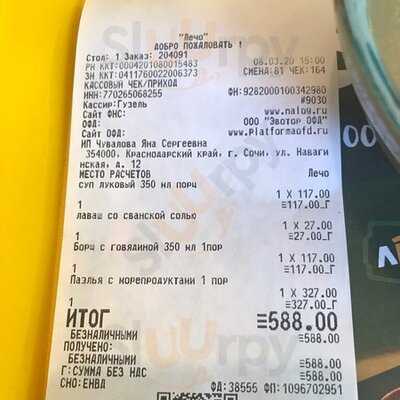 "Лечо"
ДОБРО ПОЖАЛОВАТЬ !
Стол: 1 Заказ: 204091
РН ККТ:0004201080015483 08.03.20 15:00
ЗН ККТ:0411760022006373 СМЕНА:81 ЧЕК:164
КАССОВЫЙ ЧЕК/ПРИХОД
ИНН:770265068255 ФН:9282000100342980
Кассир:Гузель #9030
Сайт ФНС: www.nalog.ru
ОФД: ООО "Эвотор ОФД"
Сайт ОФД: www.Platformaofd.ru
ИП Чувалова Яна Сергеевна
354000, Краснодарский край, г. Сочи, ул. Наваги
нская, д. 12
МЕСТО РАСЧЕТОВ Лечо
суп луковый 350 мл порц
1 X 117.00
1 ≡117.00_Г
лаваш со сванской солью
1 X 27.00
1 ≡27.00_Г
Борщ с говядиной 350 мл 1пор
1 X 117.00
1 ≡117.00_Г
Паэлья с морепродуктами 1 пор
1 X 327.00
1 ≡327.00_Г
ИТОГ ≡588.00
БЕЗНАЛИЧНЫМИ ≡588.00
ПОЛУЧЕНО:
БЕЗНАЛИЧНЫМИ ≡588.00
Г:СУММА БЕЗ НДС ≡588.00
СНО:ЕНВД ФД:38555 ФП:1096702951
Sluurpy
Sluurpy